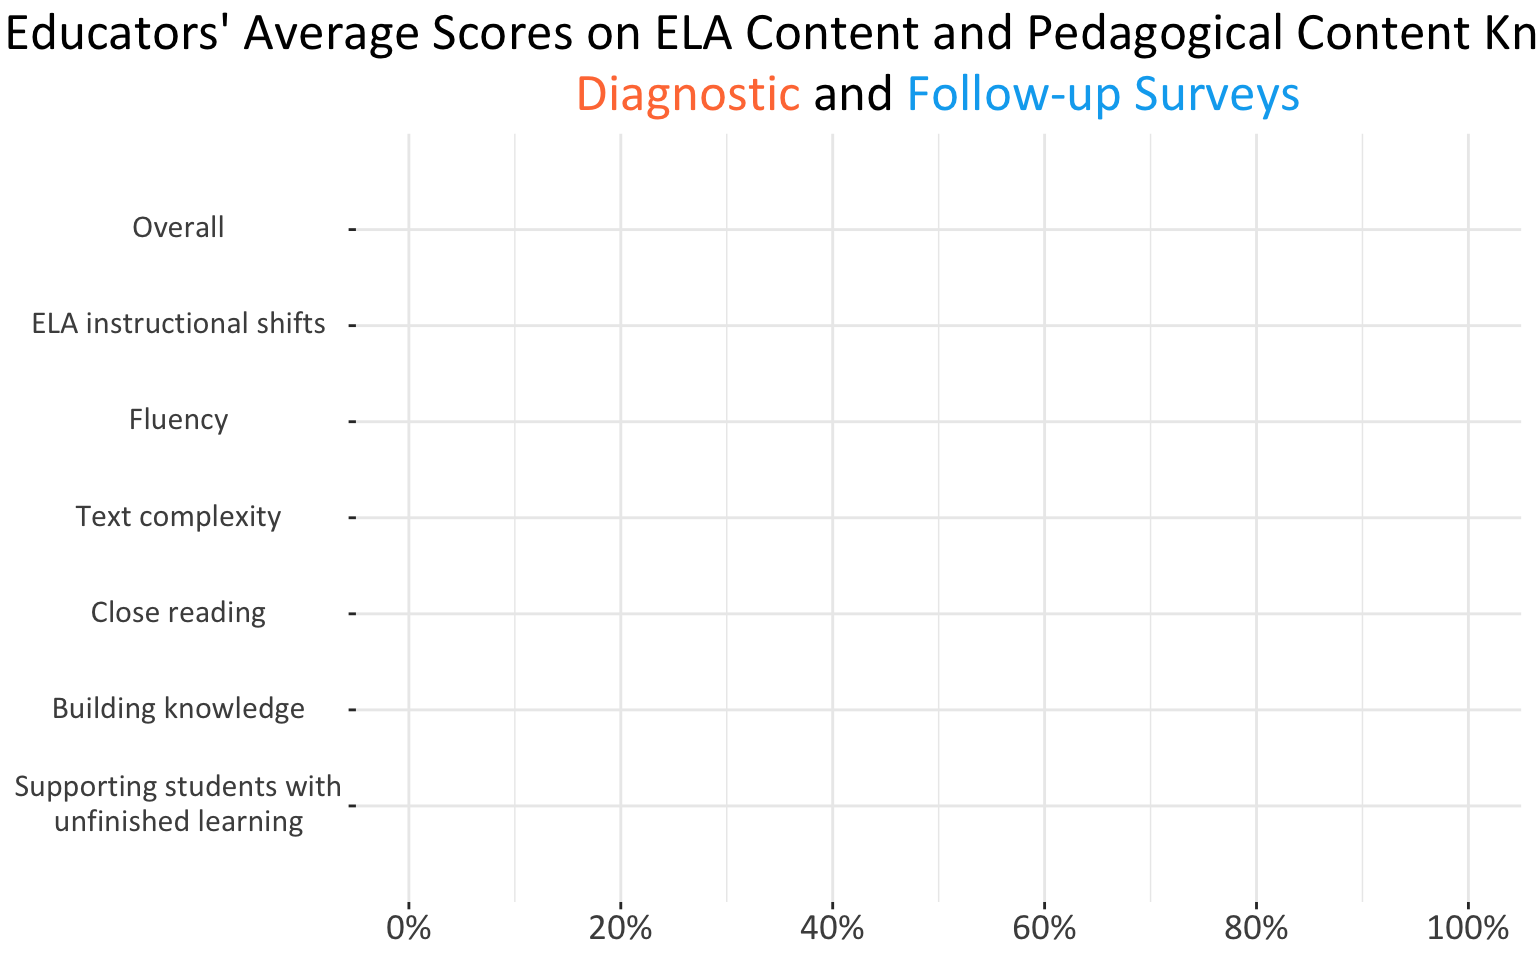 Educators' Average Scores on ELA Content and Pedagogical Content Kn
Diagnostic and Follow-up Surveys
Overall
ELA instructional shifts
Fluency
Text complexity
Close reading
Building knowledge
Supporting students with
unfinished learning
0% 20% 40% 60% 80% 100%